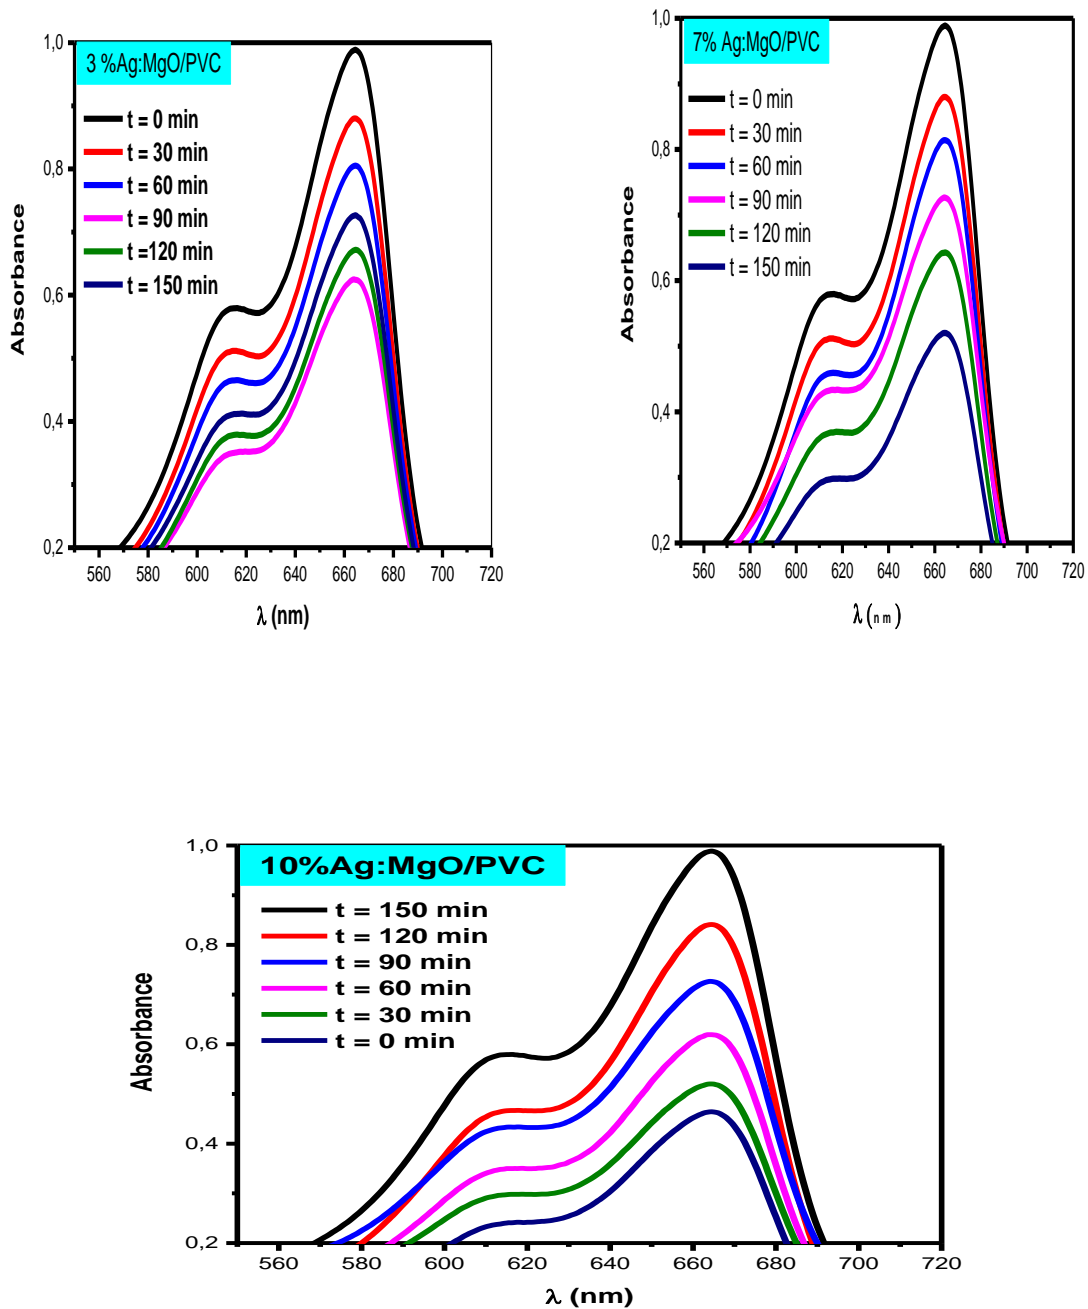 1,0
3 %Ag:MgO/PVC
t = 0 min
0,8
t = 30 min
t = 60 min
t = 90 min
t =120 min
t = 150 min
0,6
0,4
0,2
Absorbance
560 580 600 620 640 660 680 700 720
λ (nm)
1,0
7% Ag:MgO/PVC
t = 0 min
t = 30 min
0,8
t = 60 min
t = 90 min
t = 120 min
t = 150 min
0,6
0,4
0,2
Absorbance
560 580 600 620 640 660 680 700 720
λ (nm)
1,0
10%Ag:MgO/PVC
t = 150 min
t = 120 min
0,8
t = 90 min
t = 60 min
t = 30 min
t = 0 min
0,6
0,4
0,2
Absorbance
560 580 600 620 640 660 680 700 720
λ (nm)